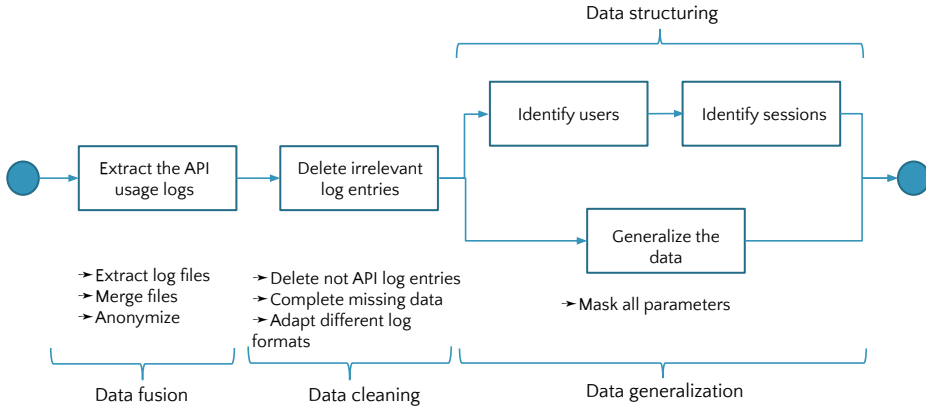 Data structuring
Identify users
Identify sessions
Extract the API
usage logs
Delete irrelevant
log entries
Generalize the
data
→ Extract log files
→ Merge files
→ Anonymize
→ Delete not API log entries
→ Complete missing data
→ Adapt different log
formats
→ Mask all parameters
Data fusion
Data cleaning
Data generalization